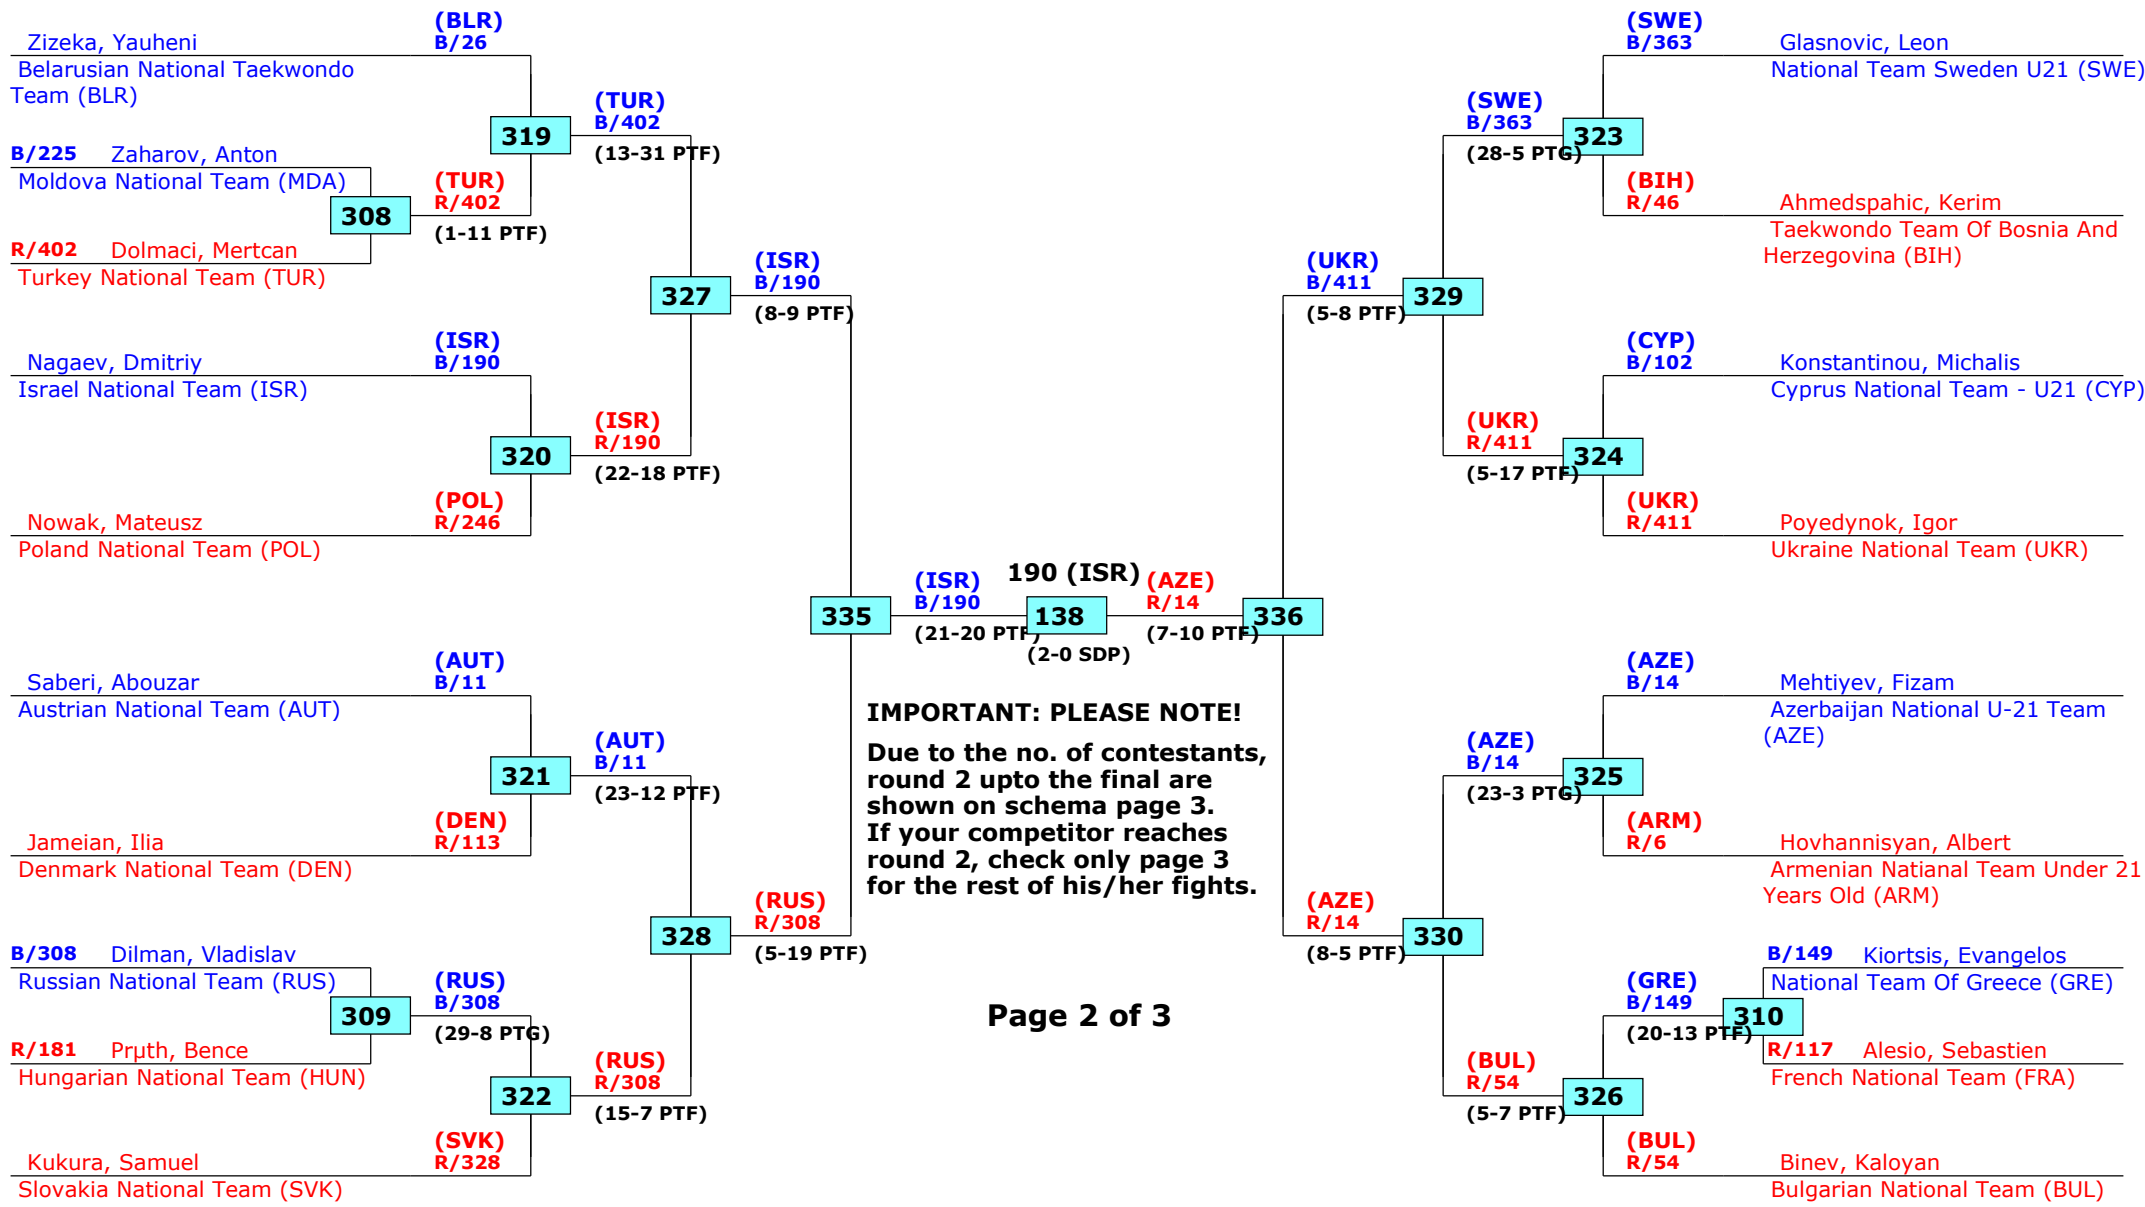 (BLR)
Zizeka, Yauheni B/26
Belarusian National Taekwondo
Team (BLR)
(TUR)
B/402
319
(13-31 PTF)
B/225 Zaharov, Anton
Moldova National Team (MDA)
(TUR)
R/402
308
(1-11 PTF)
R/402 Dolmaci, Mertcan
Turkey National Team (TUR)
(ISR)
B/190
327
(8-9 PTF)
(ISR)
Nagaev, Dmitriy B/190
Israel National Team (ISR)
(ISR)
R/190
320
(22-18 PTF)
(POL)
Nowak, Mateusz R/246
Poland National Team (POL)
335
(ISR)
B/190
(21-20 PTF)
190 (ISR)
138
(2-0 SDP)
(AZE)
R/14
(7-10 PTF)
336
(AUT)
Saberi, Abouzar B/11
Austrian National Team (AUT)
(AUT)
B/11
321
(23-12 PTF)
(DEN)
Jameian, Ilia R/113
Denmark National Team (DEN)
(RUS)
R/308
328
(5-19 PTF)
B/308 Dilman, Vladislav
Russian National Team (RUS)
(RUS)
B/308
309
(29-8 PTG)
R/181 Prµth, Bence
Hungarian National Team (HUN)
(RUS)
R/308
322
(15-7 PTF)
(SVK)
Kukura, Samuel R/328
Slovakia National Team (SVK)
IMPORTANT: PLEASE NOTE!
Due to the no. of contestants,
round 2 upto the final are
shown on schema page 3.
If your competitor reaches
round 2, check only page 3
for the rest of his/her fights.
Page 2 of 3
(SWE)
B/363 Glasnovic, Leon
National Team Sweden U21 (SWE)
(SWE)
B/363
323
(28-5 PTG)
(BIH)
R/46 Ahmedspahic, Kerim
Taekwondo Team Of Bosnia And
Herzegovina (BIH)
(UKR)
B/411
329
(5-8 PTF)
(CYP)
B/102 Konstantinou, Michalis
Cyprus National Team - U21 (CYP)
(UKR)
R/411
324
(5-17 PTF)
(UKR)
R/411 Poyedynok, Igor
Ukraine National Team (UKR)
(AZE)
B/14 Mehtiyev, Fizam
Azerbaijan National U-21 Team
(AZE)
(AZE)
B/14
325
(23-3 PTG)
(ARM)
R/6 Hovhannisyan, Albert
Armenian Natianal Team Under 21
Years Old (ARM)
(AZE)
R/14
330
(8-5 PTF)
B/149 Kiortsis, Evangelos
National Team Of Greece (GRE)
(GRE)
B/149
310
(20-13 PTF)
R/117 Alesio, Sebastien
French National Team (FRA)
(BUL)
R/54
326
(5-7 PTF)
(BUL)
R/54 Binev, Kaloyan
Bulgarian National Team (BUL)